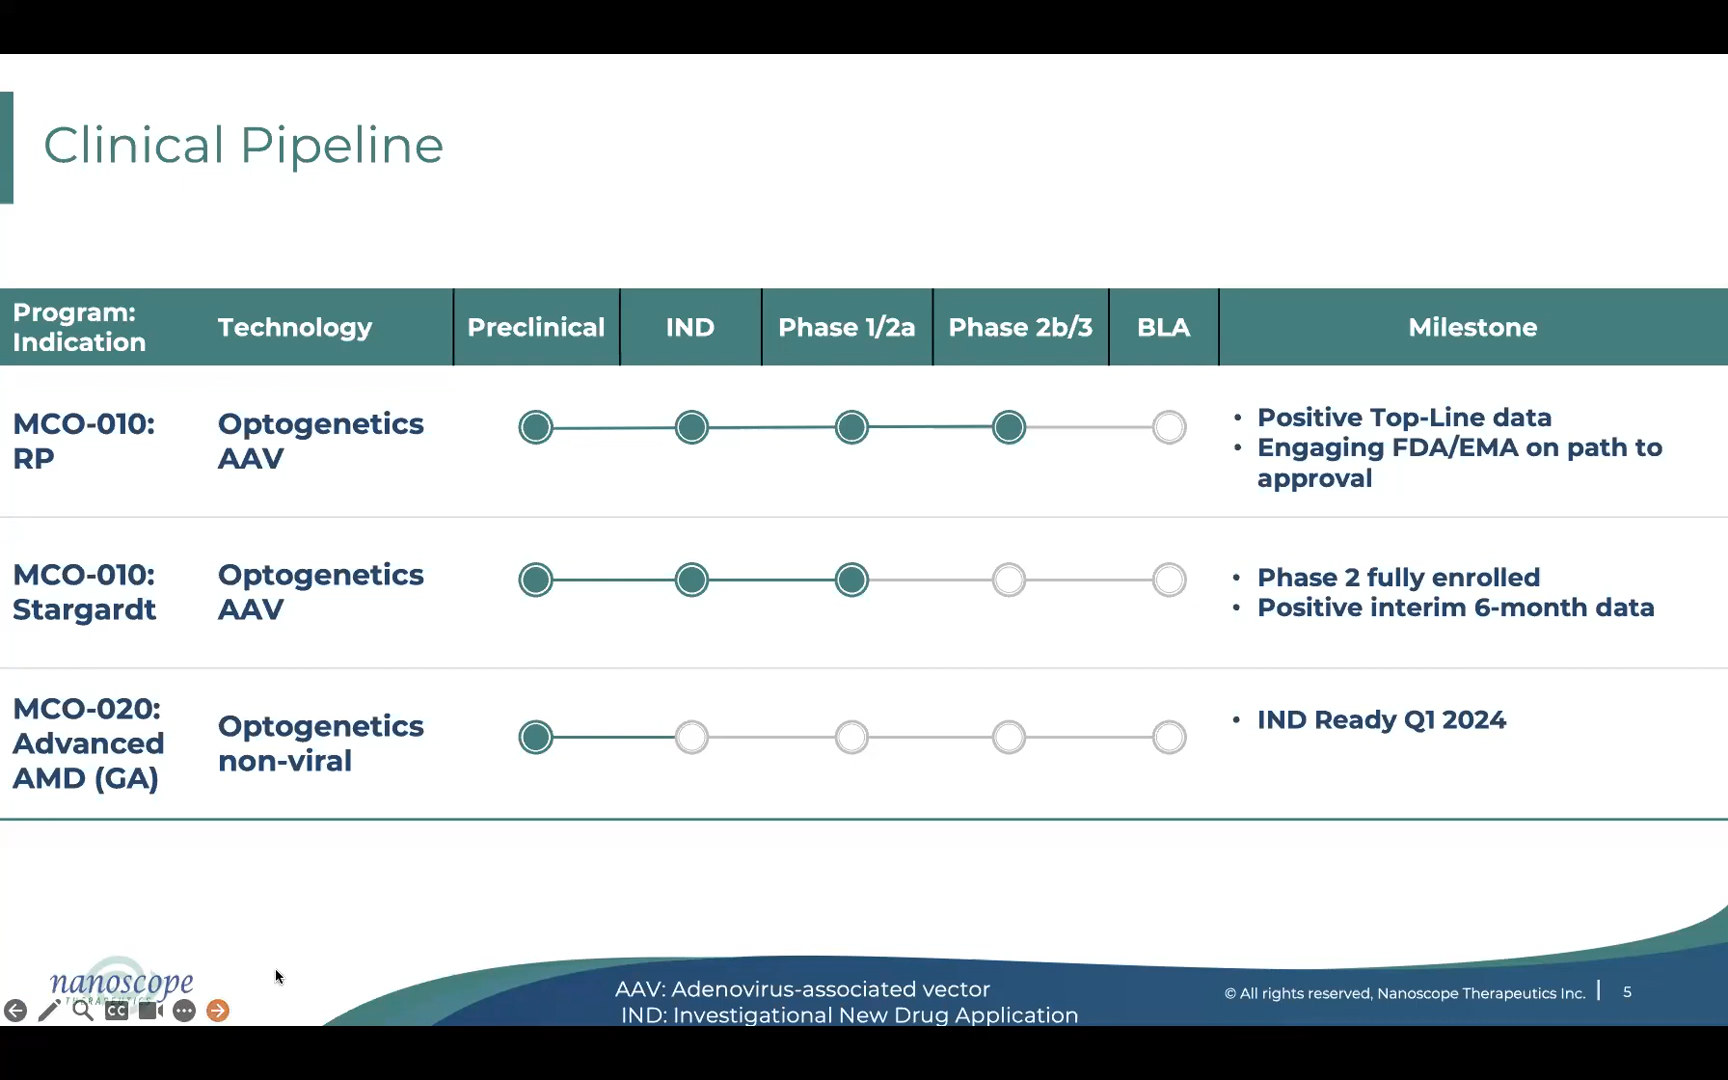 Clinical Pipeline
Program:
Indication
Technology
Preclinical
IND
Phase 1/2a
Phase 2b/3
BLA
Milestone
MCO-010:
RP
Optogenetics
AAV
• Positive Top-Line data
• Engaging FDA/EMA on path to
approval
MCO-010:
Stargardt
Optogenetics
AAV
• Phase 2 fully enrolled
• Positive interim 6-month data
MCO-020:
Advanced
AMD (GA)
Optogenetics
non-viral
• IND Ready Q1 2024
nanoscope
THERAPEUTICS
CC
AAV: Adenovirus-associated vector
IND: Investigational New Drug Application
© All rights reserved, Nanoscope Therapeutics Inc.
5